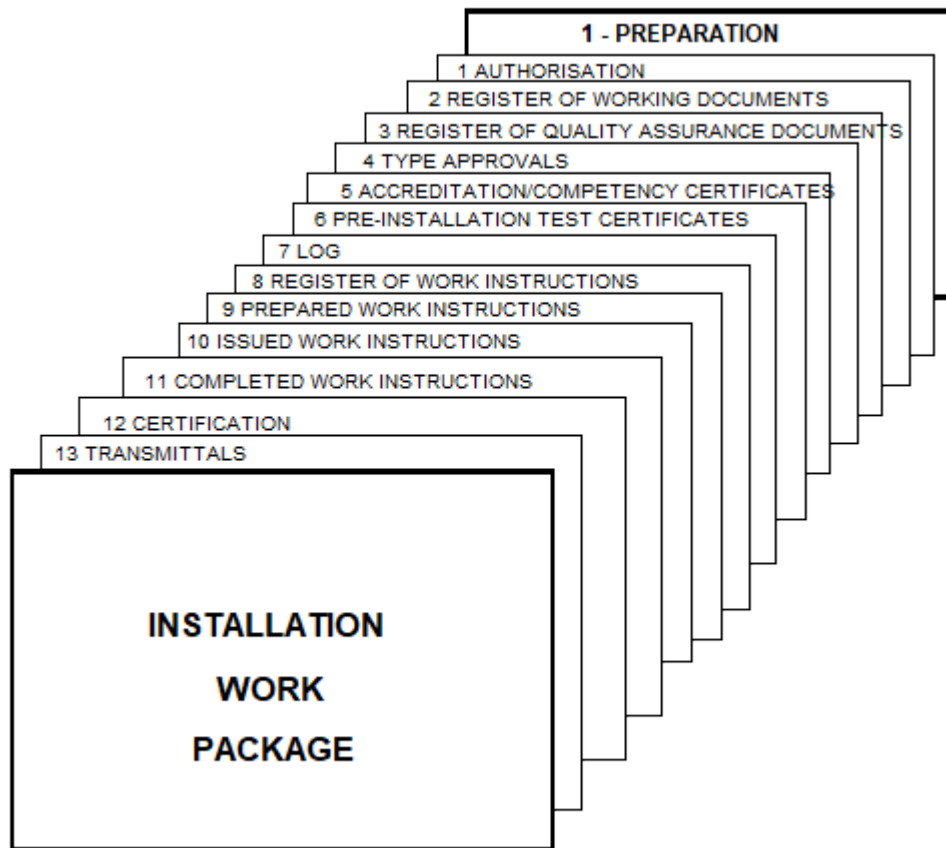 1 - PREPARATION
1 AUTHORISATION
2 REGISTER OF WORKING DOCUMENTS
3 REGISTER OF QUALITY ASSURANCE DOCUMENTS
4 TYPE APPROVALS
5 ACCREDITATION/COMPETENCY CERTIFICATES
6 PRE-INSTALLATION TEST CERTIFICATES
7 LOG
8 REGISTER OF WORK INSTRUCTIONS
9 PREPARED WORK INSTRUCTIONS
10 ISSUED WORK INSTRUCTIONS
11 COMPLETED WORK INSTRUCTIONS
12 CERTIFICATION
13 TRANSMITTALS
INSTALLATION
WORK
PACKAGE